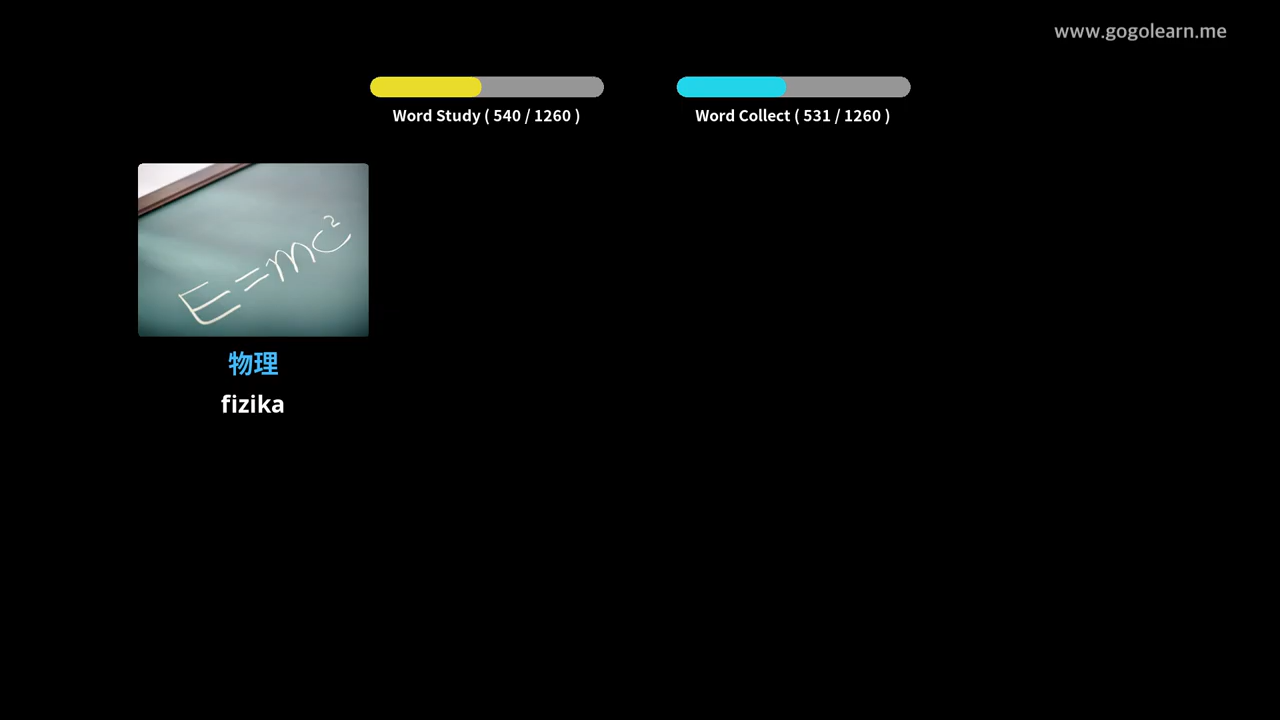 www.gogolearn.me
Word Study ( 540 / 1260 )
Word Collect ( 531 / 1260 )
E=mc²
物理
fizika